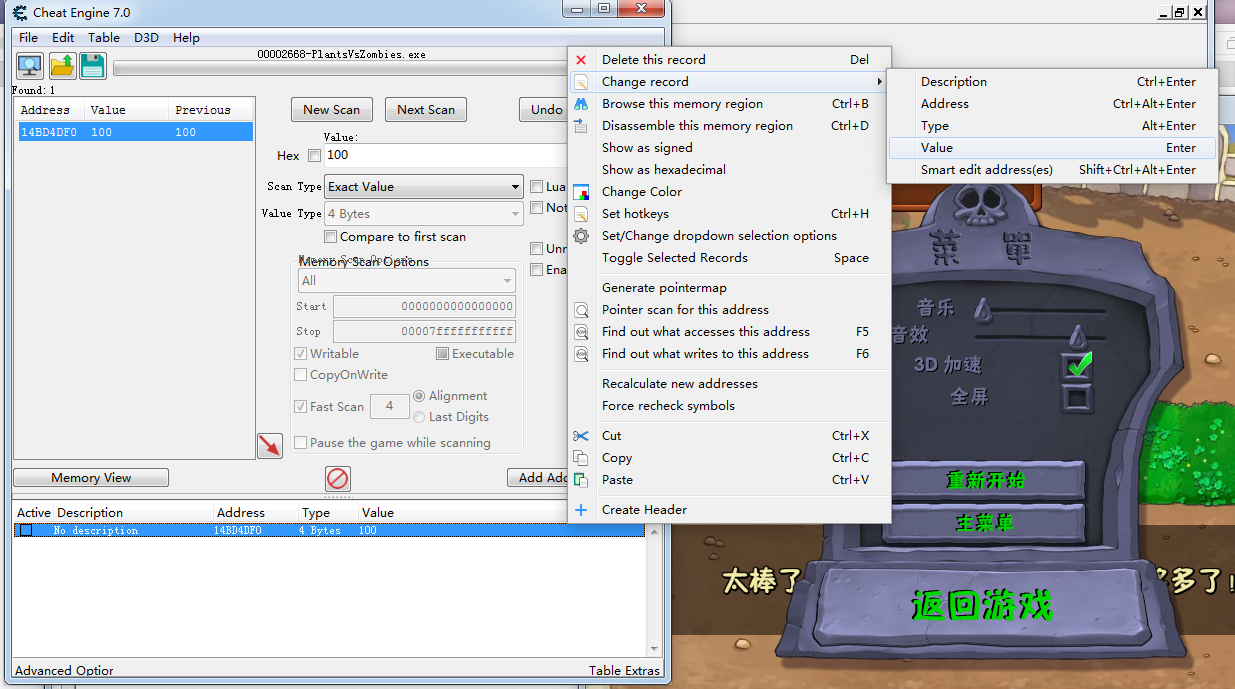 Cheat Engine 7.0
File Edit Table D3D Help
00002668-PlantsVsZombies.exe
Found: 1
Address Value Previous
14BD4DF0 100 100
New Scan Next Scan Undo
Value:
Hex 100
Scan Type Exact Value Lua
Value Type 4 Bytes Not
Compare to first scan
Memory Scan Options
All
Unr
Ena
Start 0000000000000000
Stop 00007fffffffffff
Writable Executable
CopyOnWrite
Fast Scan 4 Alignment
Last Digits
Pause the game while scanning
Memory View Add Add
Active Description Address Type Value
No description 14BD4DF0 4 Bytes 100
Advanced Optior Table Extras
Delete this record Del
Change record
Browse this memory region Ctrl+B
Disassemble this memory region Ctrl+D
Show as signed
Show as hexadecimal
Change Color
Set hotkeys Ctrl+H
Set/Change dropdown selection options
Toggle Selected Records Space
Generate pointermap
Pointer scan for this address
Find out what accesses this address F5
Find out what writes to this address F6
Recalculate new addresses
Force recheck symbols
Cut Ctrl+X
Copy Ctrl+C
Paste Ctrl+V
Create Header
Description Ctrl+Enter
Address Ctrl+Alt+Enter
Type Alt+Enter
Value Enter
Smart edit address(es) Shift+Ctrl+Alt+Enter
菜單
音乐
音效
3D 加速
全屏
重新开始
主菜单
太棒了 多了!
返回游戏